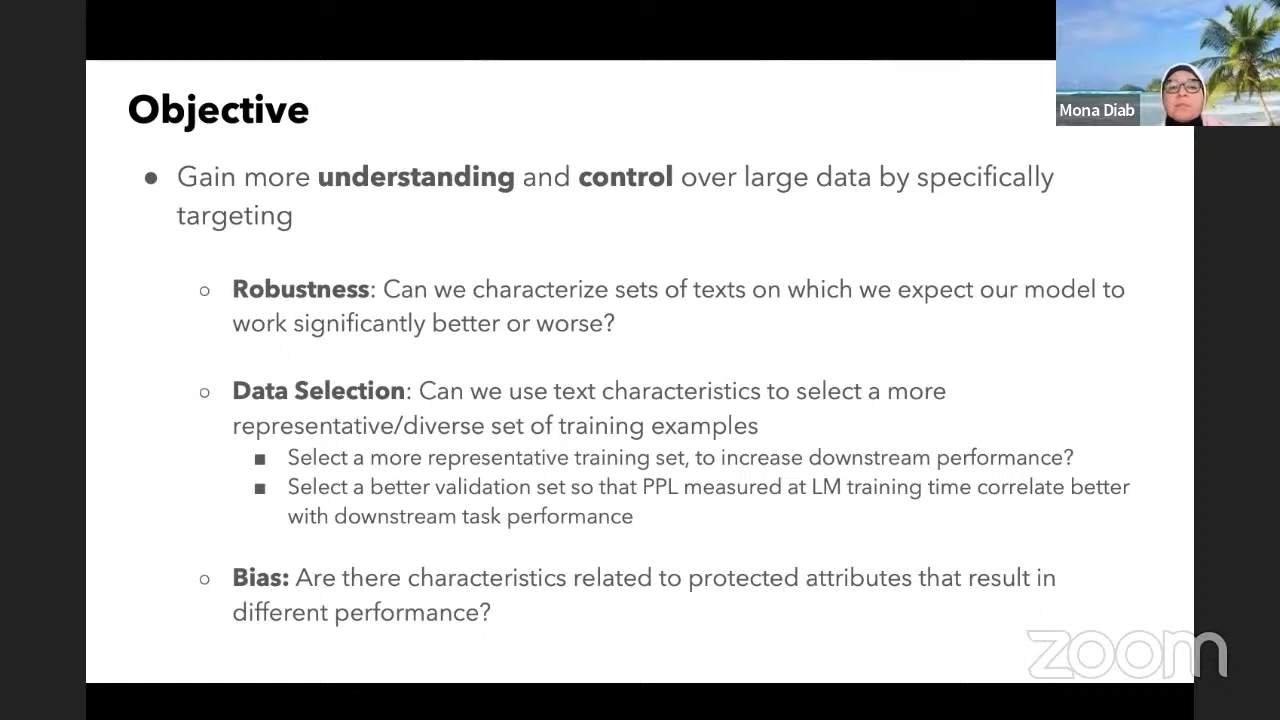 Objective
Mona Diab
● Gain more understanding and control over large data by specifically
targeting
○ Robustness: Can we characterize sets of texts on which we expect our model to
work significantly better or worse?
○ Data Selection: Can we use text characteristics to select a more
representative/diverse set of training examples
■ Select a more representative training set, to increase downstream performance?
■ Select a better validation set so that PPL measured at LM training time correlate better
with downstream task performance
○ Bias: Are there characteristics related to protected attributes that result in
different performance?
zoom